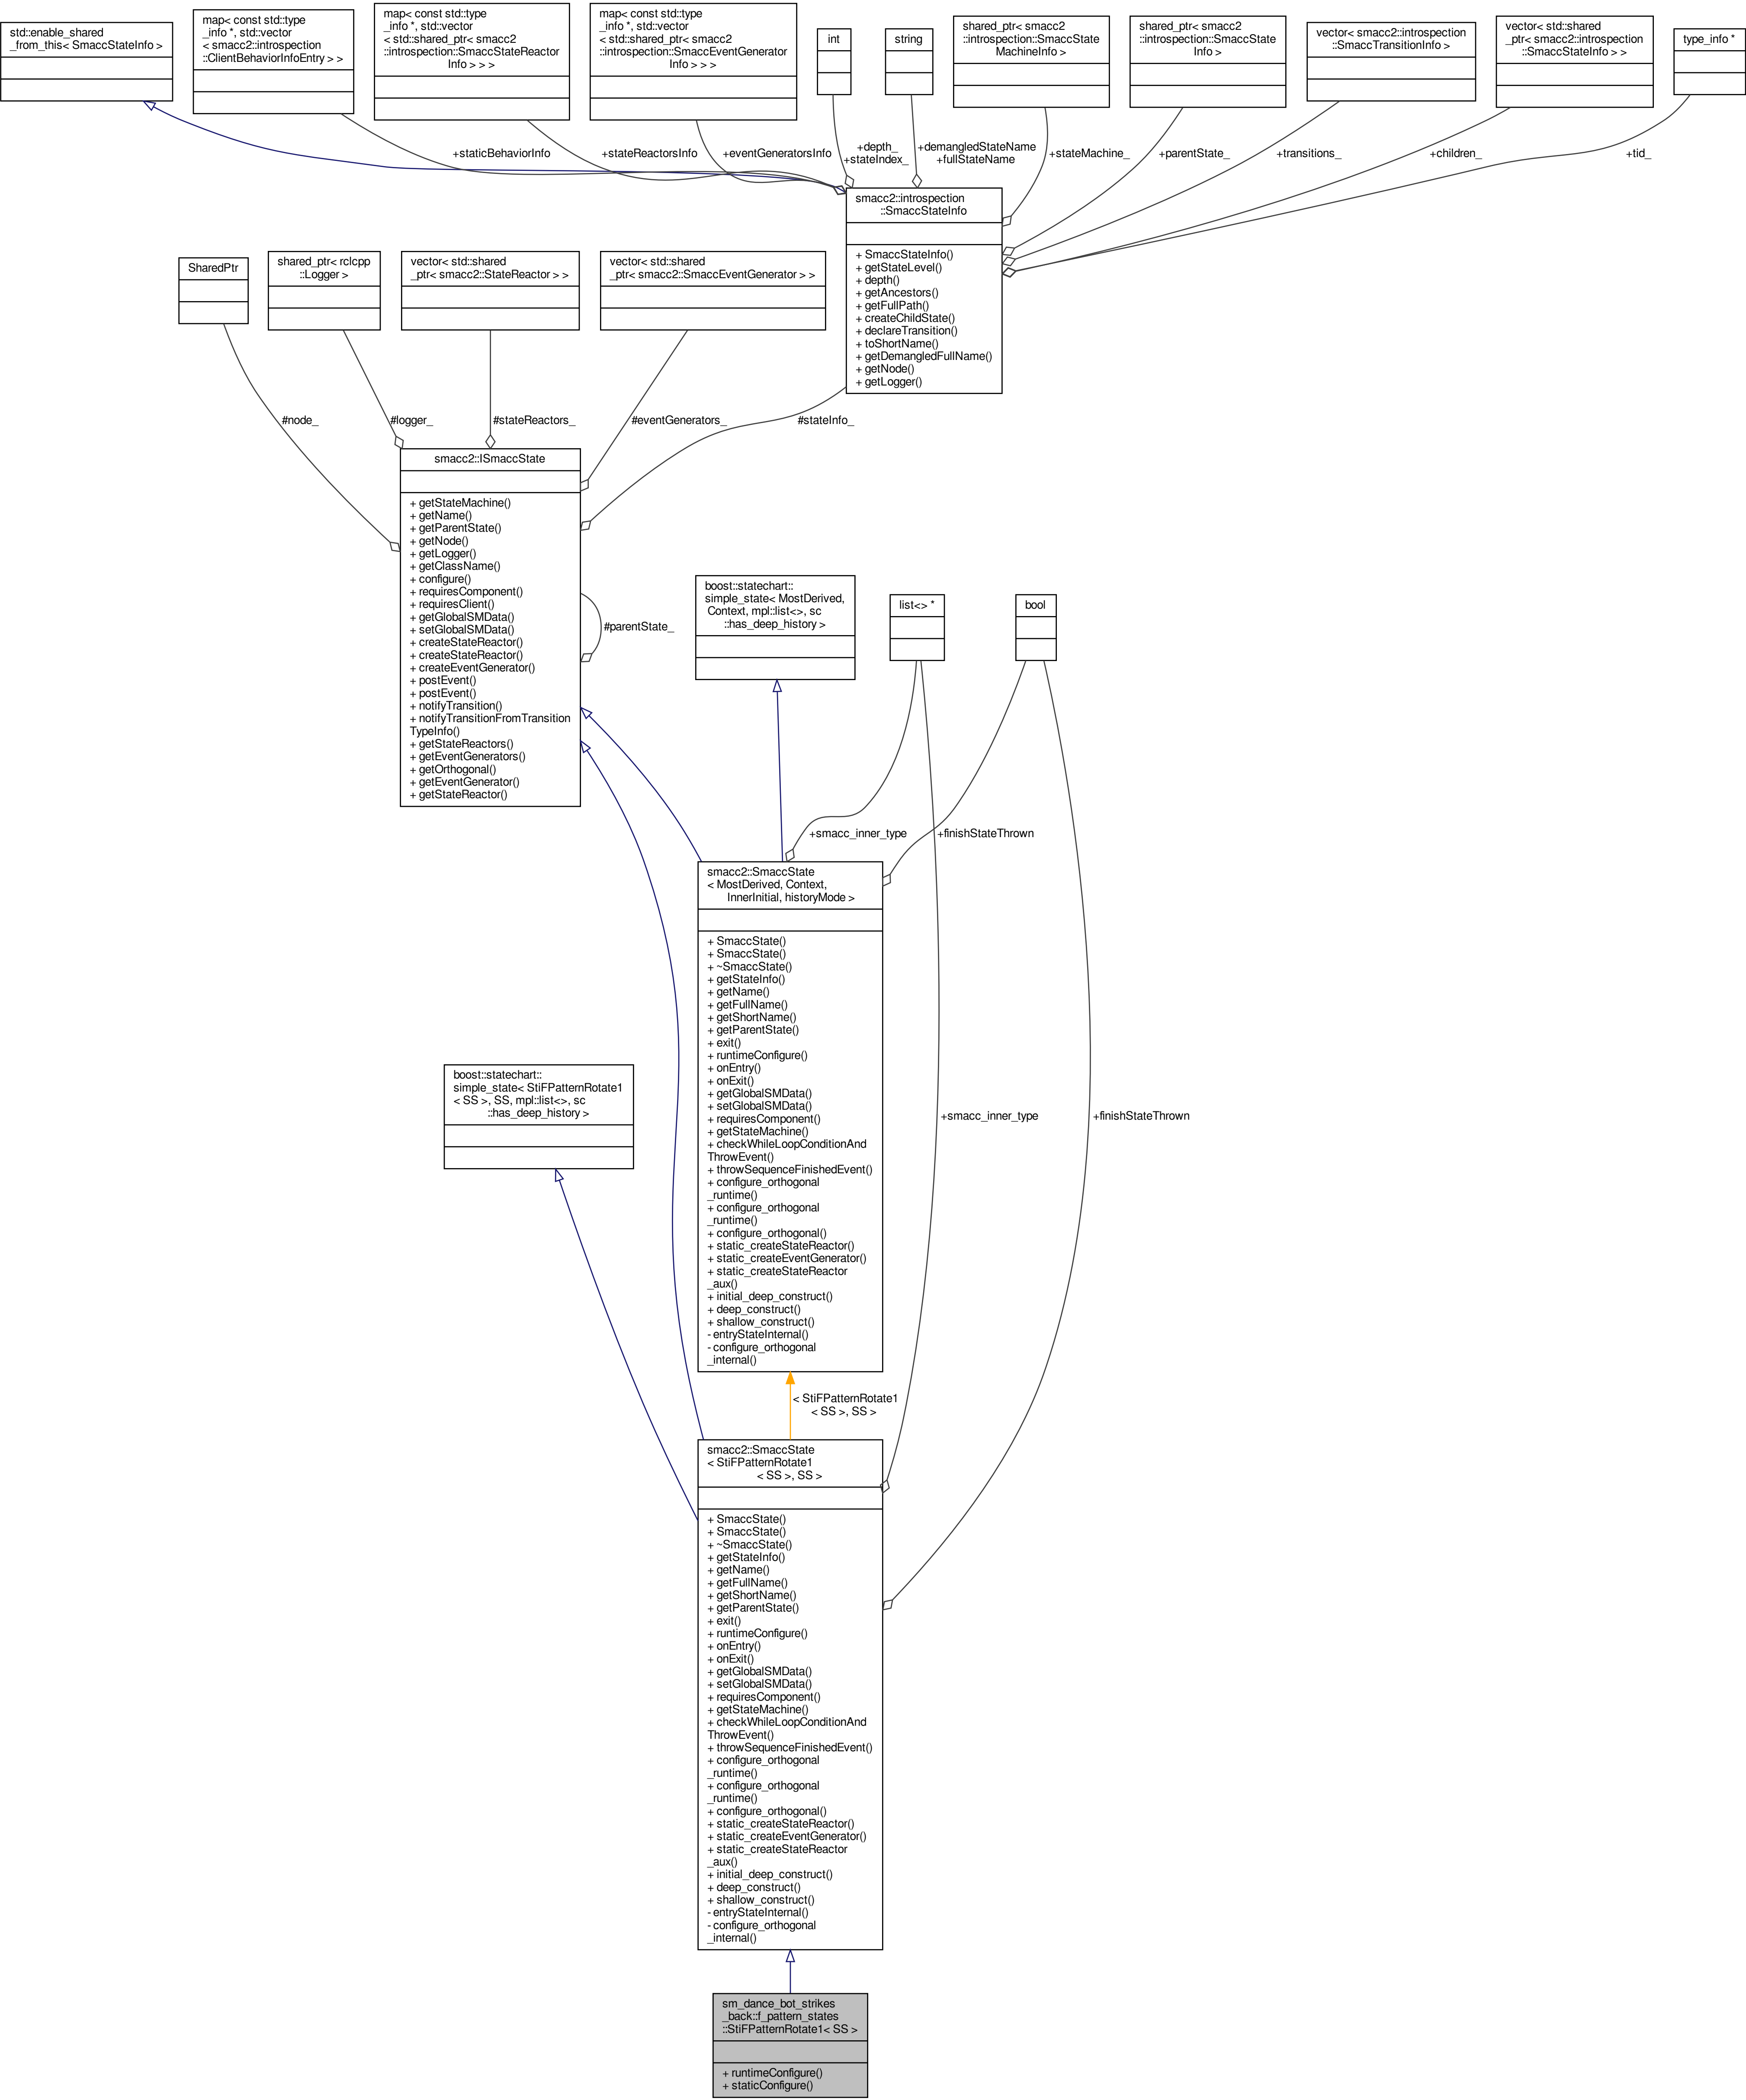 std::enable_shared
_from_this< SmaccStateInfo >
map< const std::type
_info *, std::vector
< smacc2::introspection
::ClientBehaviorInfoEntry > >
map< const std::type
_info *, std::vector
< std::shared_ptr< smacc2
::introspection::SmaccStateReactor
Info > > >
map< const std::type
_info *, std::vector
< std::shared_ptr< smacc2
::introspection::SmaccEventGenerator
Info > > >
int
string
shared_ptr< smacc2
::introspection::SmaccState
MachineInfo >
shared_ptr< smacc2
::introspection::SmaccState
Info >
vector< smacc2::introspection
::SmaccTransitionInfo >
vector< std::shared
_ptr< smacc2::introspection
::SmaccStateInfo > >
type_info *
+staticBehaviorInfo
+stateReactorsInfo
+eventGeneratorsInfo
+depth_
+stateIndex_
+demangledStateName
+fullStateName
+stateMachine_
+parentState_
+transitions_
+children_
+tid_
smacc2::introspection
::SmaccStateInfo
+ SmaccStateInfo()
+ getStateLevel()
+ depth()
+ getAncestors()
+ getFullPath()
+ createChildState()
+ declareTransition()
+ toShortName()
+ getDemangledFullName()
+ getNode()
+ getLogger()
SharedPtr
shared_ptr< rclcpp
::Logger >
vector< std::shared
_ptr< smacc2::StateReactor > >
vector< std::shared
_ptr< smacc2::SmaccEventGenerator > >
#node_
#logger_
#stateReactors_
#eventGenerators_
#stateInfo_
smacc2::ISmaccState
+ getStateMachine()
+ getName()
+ getParentState()
+ getNode()
+ getLogger()
+ getClassName()
+ configure()
+ requiresComponent()
+ requiresClient()
+ getGlobalSMData()
+ setGlobalSMData()
+ createStateReactor()
+ createStateReactor()
+ createEventGenerator()
+ postEvent()
+ postEvent()
+ notifyTransition()
+ notifyTransitionFromTransition
TypeInfo()
+ getStateReactors()
+ getEventGenerators()
+ getOrthogonal()
+ getEventGenerator()
+ getStateReactor()
#parentState_
boost::statechart::
simple_state< MostDerived,
Context, mpl::list<>, sc
::has_deep_history >
list<> *
bool
+smacc_inner_type
+finishStateThrown
smacc2::SmaccState
< MostDerived, Context,
InnerInitial, historyMode >
+ SmaccState()
+ SmaccState()
+ ~SmaccState()
+ getStateInfo()
+ getName()
+ getFullName()
+ getShortName()
+ getParentState()
+ exit()
+ runtimeConfigure()
+ onEntry()
+ onExit()
+ getGlobalSMData()
+ setGlobalSMData()
+ requiresComponent()
+ getStateMachine()
+ checkWhileLoopConditionAnd
ThrowEvent()
+ throwSequenceFinishedEvent()
+ configure_orthogonal
_runtime()
+ configure_orthogonal
_runtime()
+ configure_orthogonal()
+ static_createStateReactor()
+ static_createEventGenerator()
+ static_createStateReactor
_aux()
+ initial_deep_construct()
+ deep_construct()
+ shallow_construct()
- entryStateInternal()
- configure_orthogonal
_internal()
boost::statechart::
simple_state< StiFPatternRotate1
< SS >, SS, mpl::list<>, sc
::has_deep_history >
+smacc_inner_type
+finishStateThrown
< StiFPatternRotate1
< SS >, SS >
smacc2::SmaccState
< StiFPatternRotate1
< SS >, SS >
+ SmaccState()
+ SmaccState()
+ ~SmaccState()
+ getStateInfo()
+ getName()
+ getFullName()
+ getShortName()
+ getParentState()
+ exit()
+ runtimeConfigure()
+ onEntry()
+ onExit()
+ getGlobalSMData()
+ setGlobalSMData()
+ requiresComponent()
+ getStateMachine()
+ checkWhileLoopConditionAnd
ThrowEvent()
+ throwSequenceFinishedEvent()
+ configure_orthogonal
_runtime()
+ configure_orthogonal
_runtime()
+ configure_orthogonal()
+ static_createStateReactor()
+ static_createEventGenerator()
+ static_createStateReactor
_aux()
+ initial_deep_construct()
+ deep_construct()
+ shallow_construct()
- entryStateInternal()
- configure_orthogonal
_internal()
sm_dance_bot_strikes
_back::f_pattern_states
::StiFPatternRotate1< SS >
+ runtimeConfigure()
+ staticConfigure()